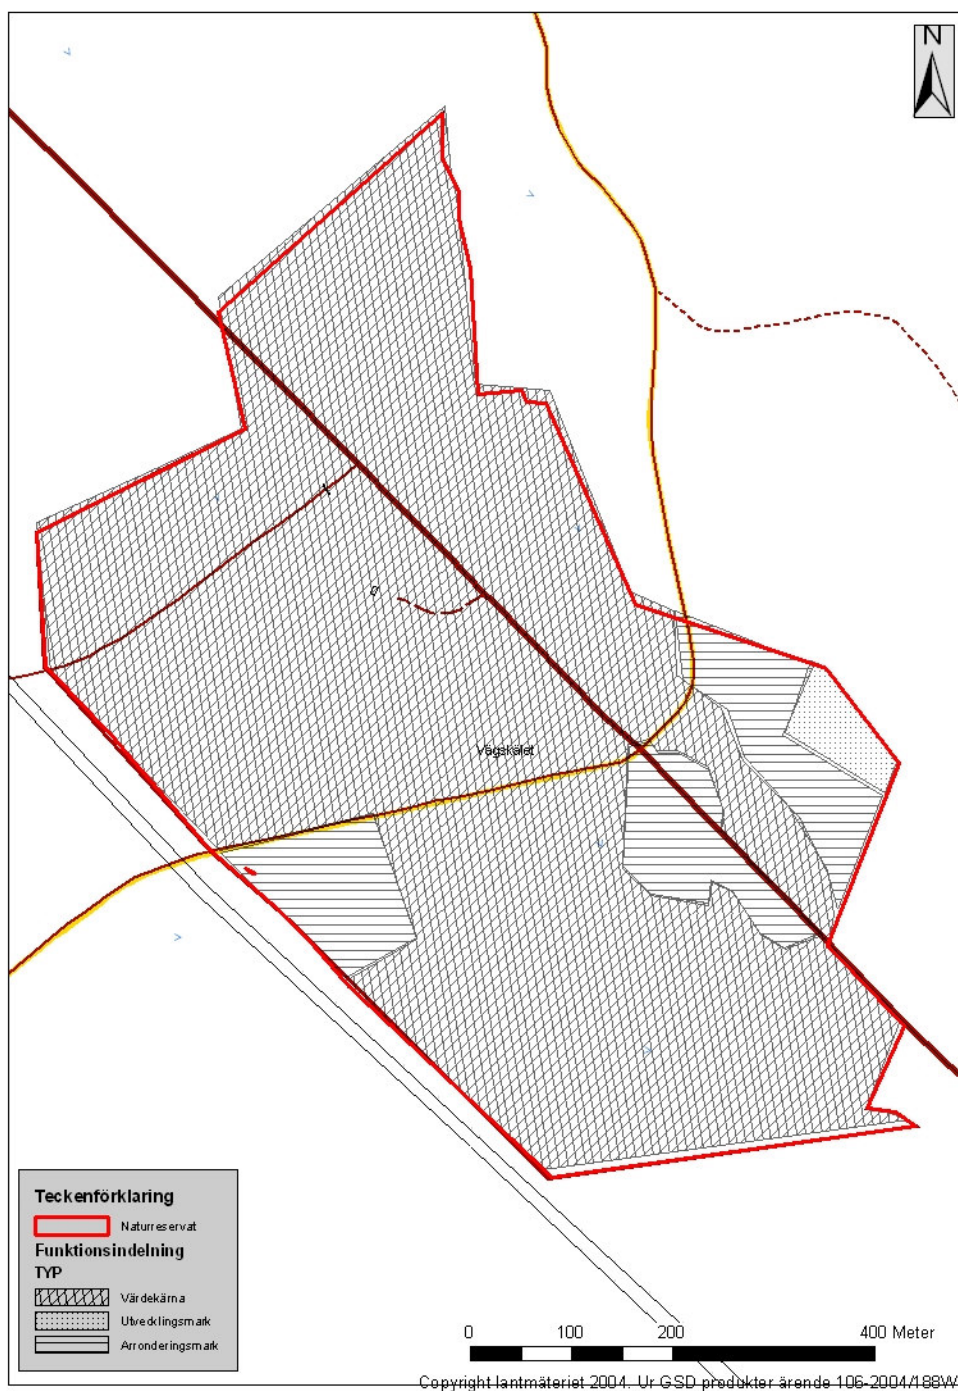 N
Vägskälet
Teckenförklaring
Naturreservat
Funktionsindelning
TYP
Värdekärna
Utvecklingsmark
Arronderingsmark
0 100 200 400 Meter
Copyright lantmäteriet 2004. Ur GSD produkter ärende 106-2004/188W